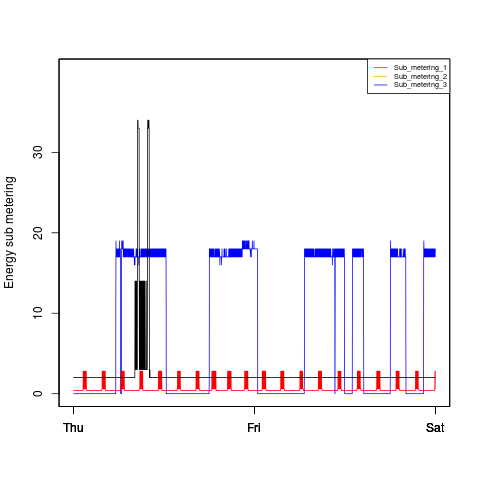 Sub_metering_1
Sub_metering_2
Sub_metering_3
Energy sub metering
30
20
10
0
Thu Fri Sat